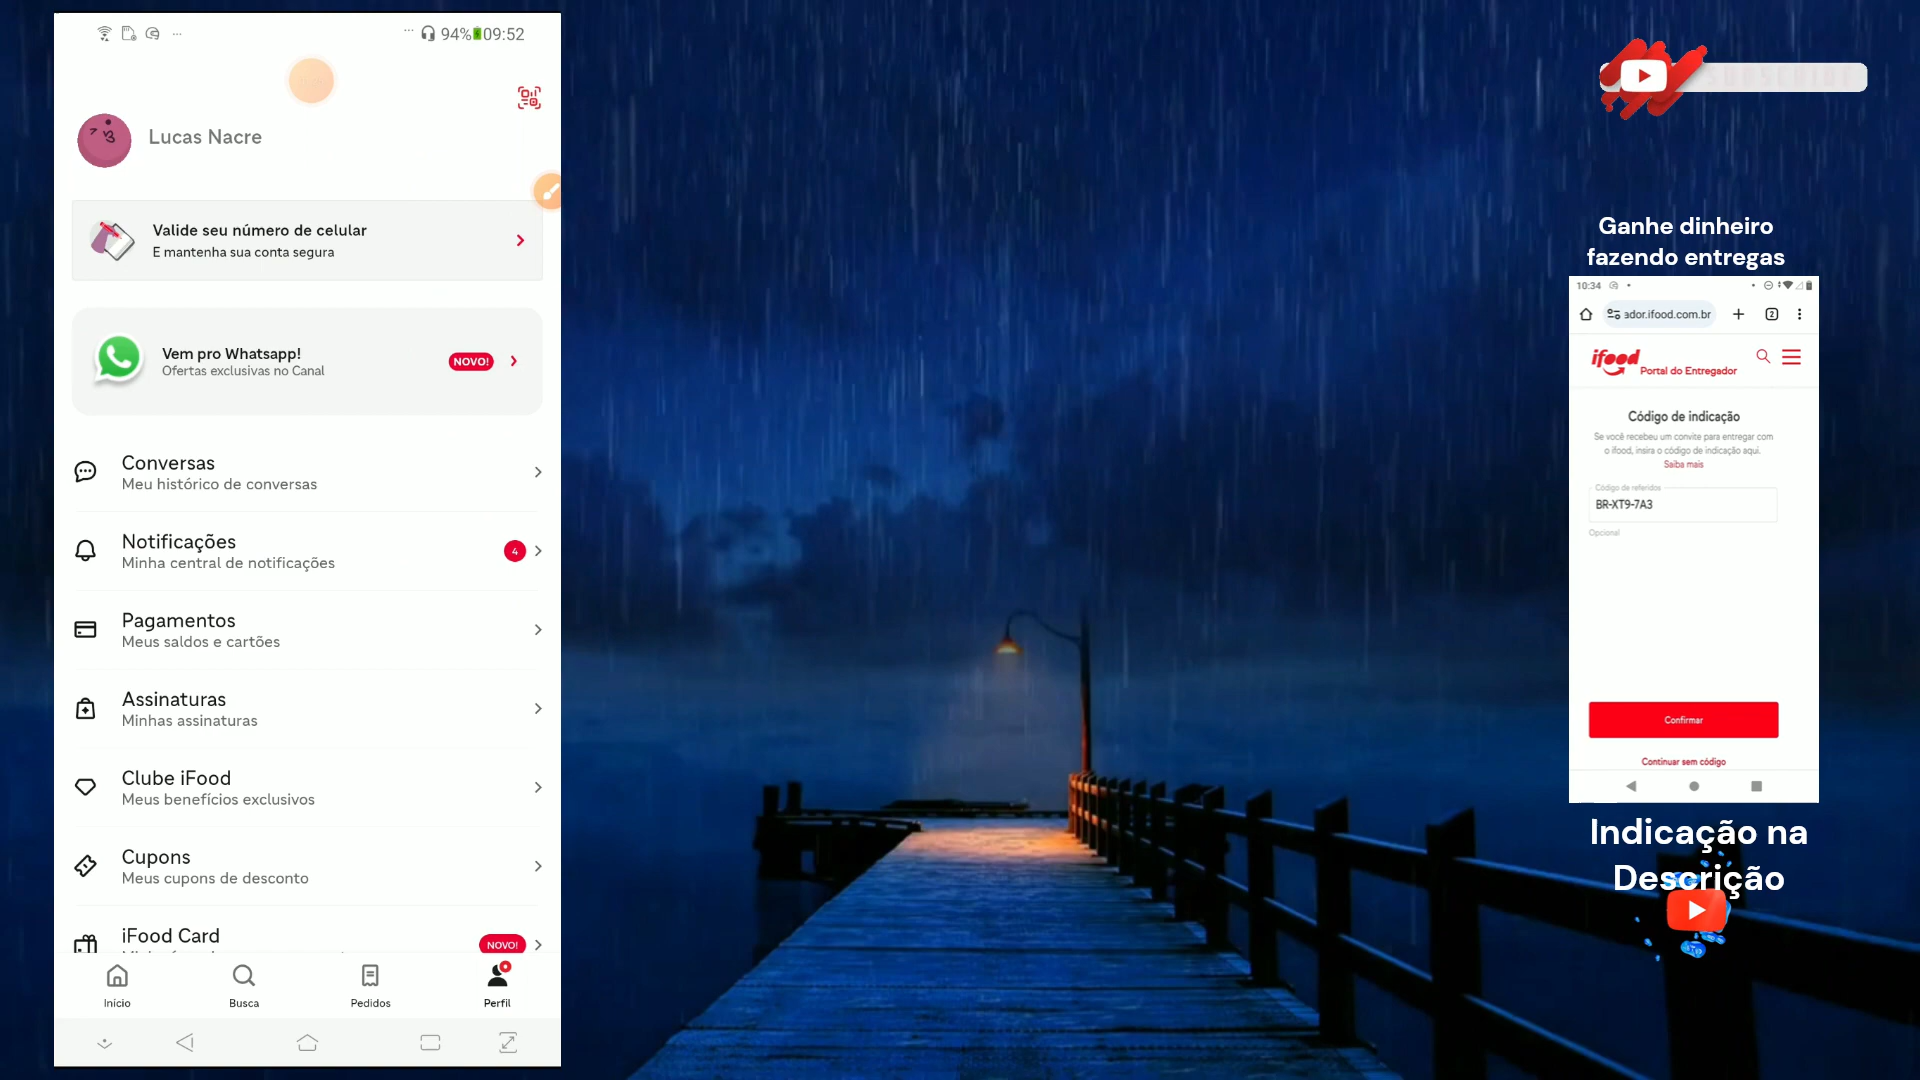 94% 09:52
Lucas Nacre
Valide seu número de celular
E mantenha sua conta segura
Vem pro Whatsapp!
Ofertas exclusivas no Canal
NOVO!
Conversas
Meu histórico de conversas
Notificações
Minha central de notificações
4
Pagamentos
Meus saldos e cartões
Assinaturas
Minhas assinaturas
Clube iFood
Meus benefícios exclusivos
Cupons
Meus cupons de desconto
iFood Card
NOVO!
Início
Busca
Pedidos
Perfil
SUBSCRIBE
Ganhe dinheiro
fazendo entregas
10:34
ador.ifood.com.br
2
ifood
Portal do Entregador
Código de indicação
Se você recebeu um convite para entregar com
o ifood, insira o código de indicação aqui.
Saiba mais
Código de referidos
BR-XT9-7A3
Opcional
Confirmar
Continuar sem código
Indicação na
Descrição